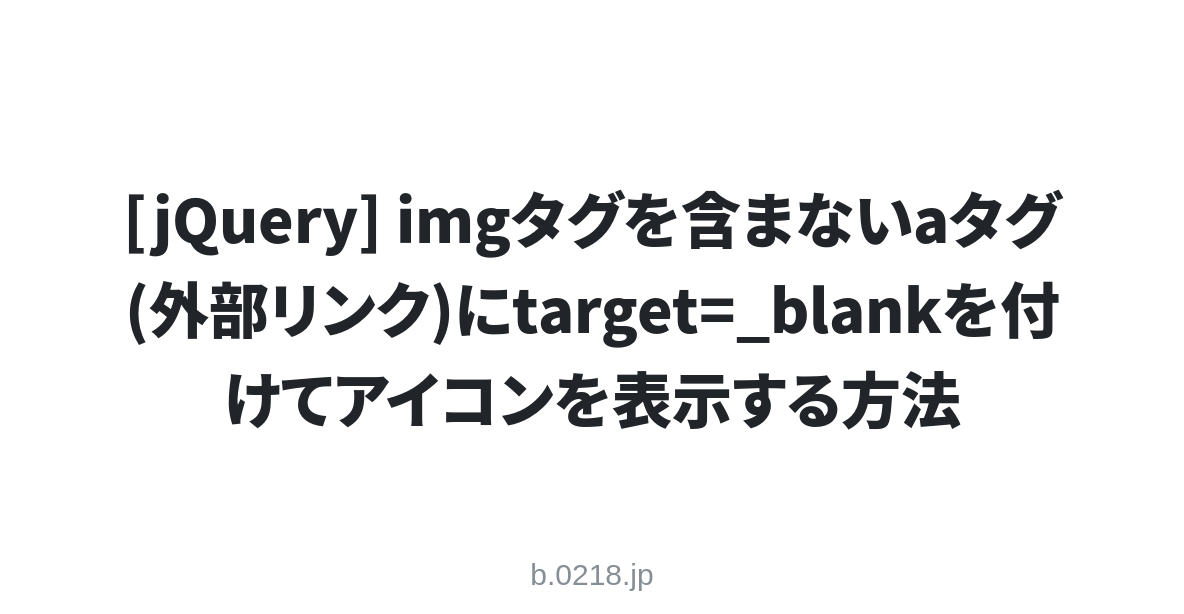 [jQuery] imgタグを含まないaタグ
(外部リンク)にtarget=_blankを付
けてアイコンを表示する方法
b.0218.jp